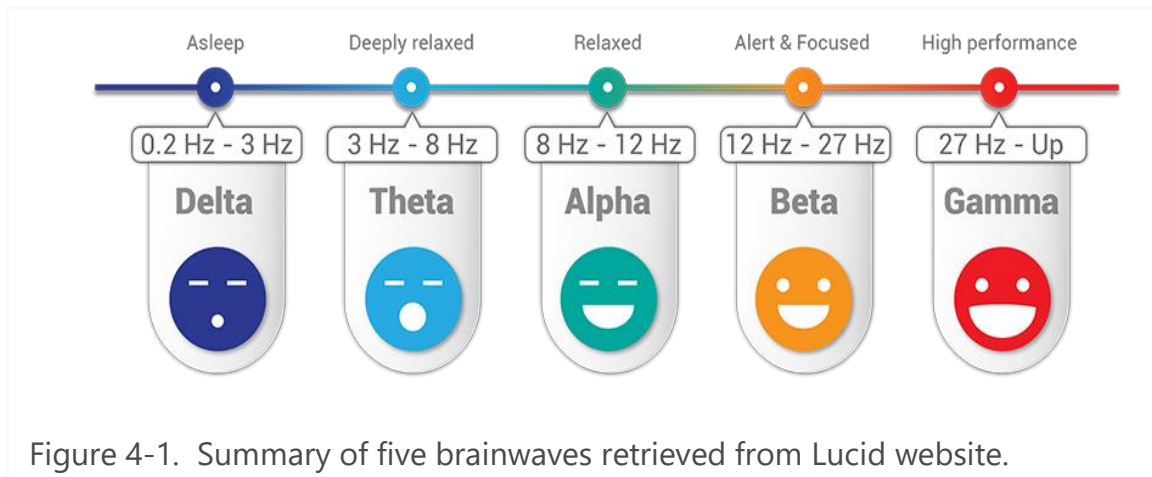 Asleep Deeply relaxed Relaxed Alert & Focused High performance
0.2 Hz - 3 Hz 3 Hz - 8 Hz 8 Hz - 12 Hz 12 Hz - 27 Hz 27 Hz - Up
Delta Theta Alpha Beta Gamma
Figure 4-1. Summary of five brainwaves retrieved from Lucid website.